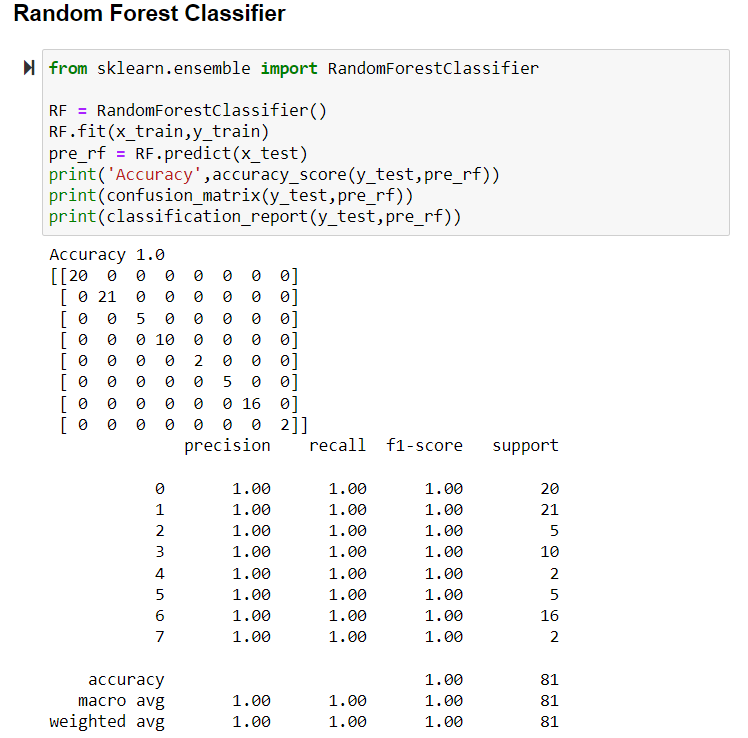 Random Forest Classifier
from sklearn.ensemble import RandomForestClassifier
RF = RandomForestClassifier()
RF.fit(x_train,y_train)
pre_rf = RF.predict(x_test)
print('Accuracy',accuracy_score(y_test,pre_rf))
print(confusion_matrix(y_test,pre_rf))
print(classification_report(y_test,pre_rf))
Accuracy 1.0
[[20  0  0  0  0  0  0  0]
 [ 0 21  0  0  0  0  0  0]
 [ 0  0  5  0  0  0  0  0]
 [ 0  0  0 10  0  0  0  0]
 [ 0  0  0  0  2  0  0  0]
 [ 0  0  0  0  0  5  0  0]
 [ 0  0  0  0  0  0 16  0]
 [ 0  0  0  0  0  0  0  2]]
              precision    recall  f1-score   support
           0       1.00      1.00      1.00        20
           1       1.00      1.00      1.00        21
           2       1.00      1.00      1.00         5
           3       1.00      1.00      1.00        10
           4       1.00      1.00      1.00         2
           5       1.00      1.00      1.00         5
           6       1.00      1.00      1.00        16
           7       1.00      1.00      1.00         2
    accuracy                           1.00        81
   macro avg       1.00      1.00      1.00        81
weighted avg       1.00      1.00      1.00        81